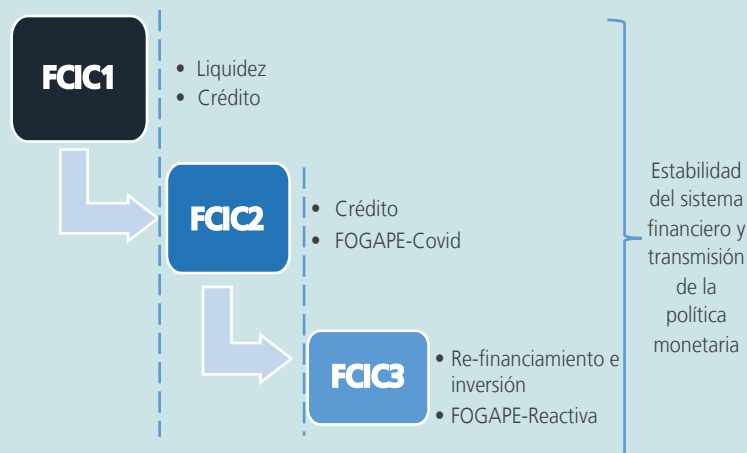 FCIC1
• Liquidez
• Crédito
FCIC2
• Crédito
• FOGAPE-Covid
FCIC3
• Re-financiamiento e
inversión
• FOGAPE-Reactiva
Estabilidad
del sistema
financiero y
transmisión
de la
política
monetaria